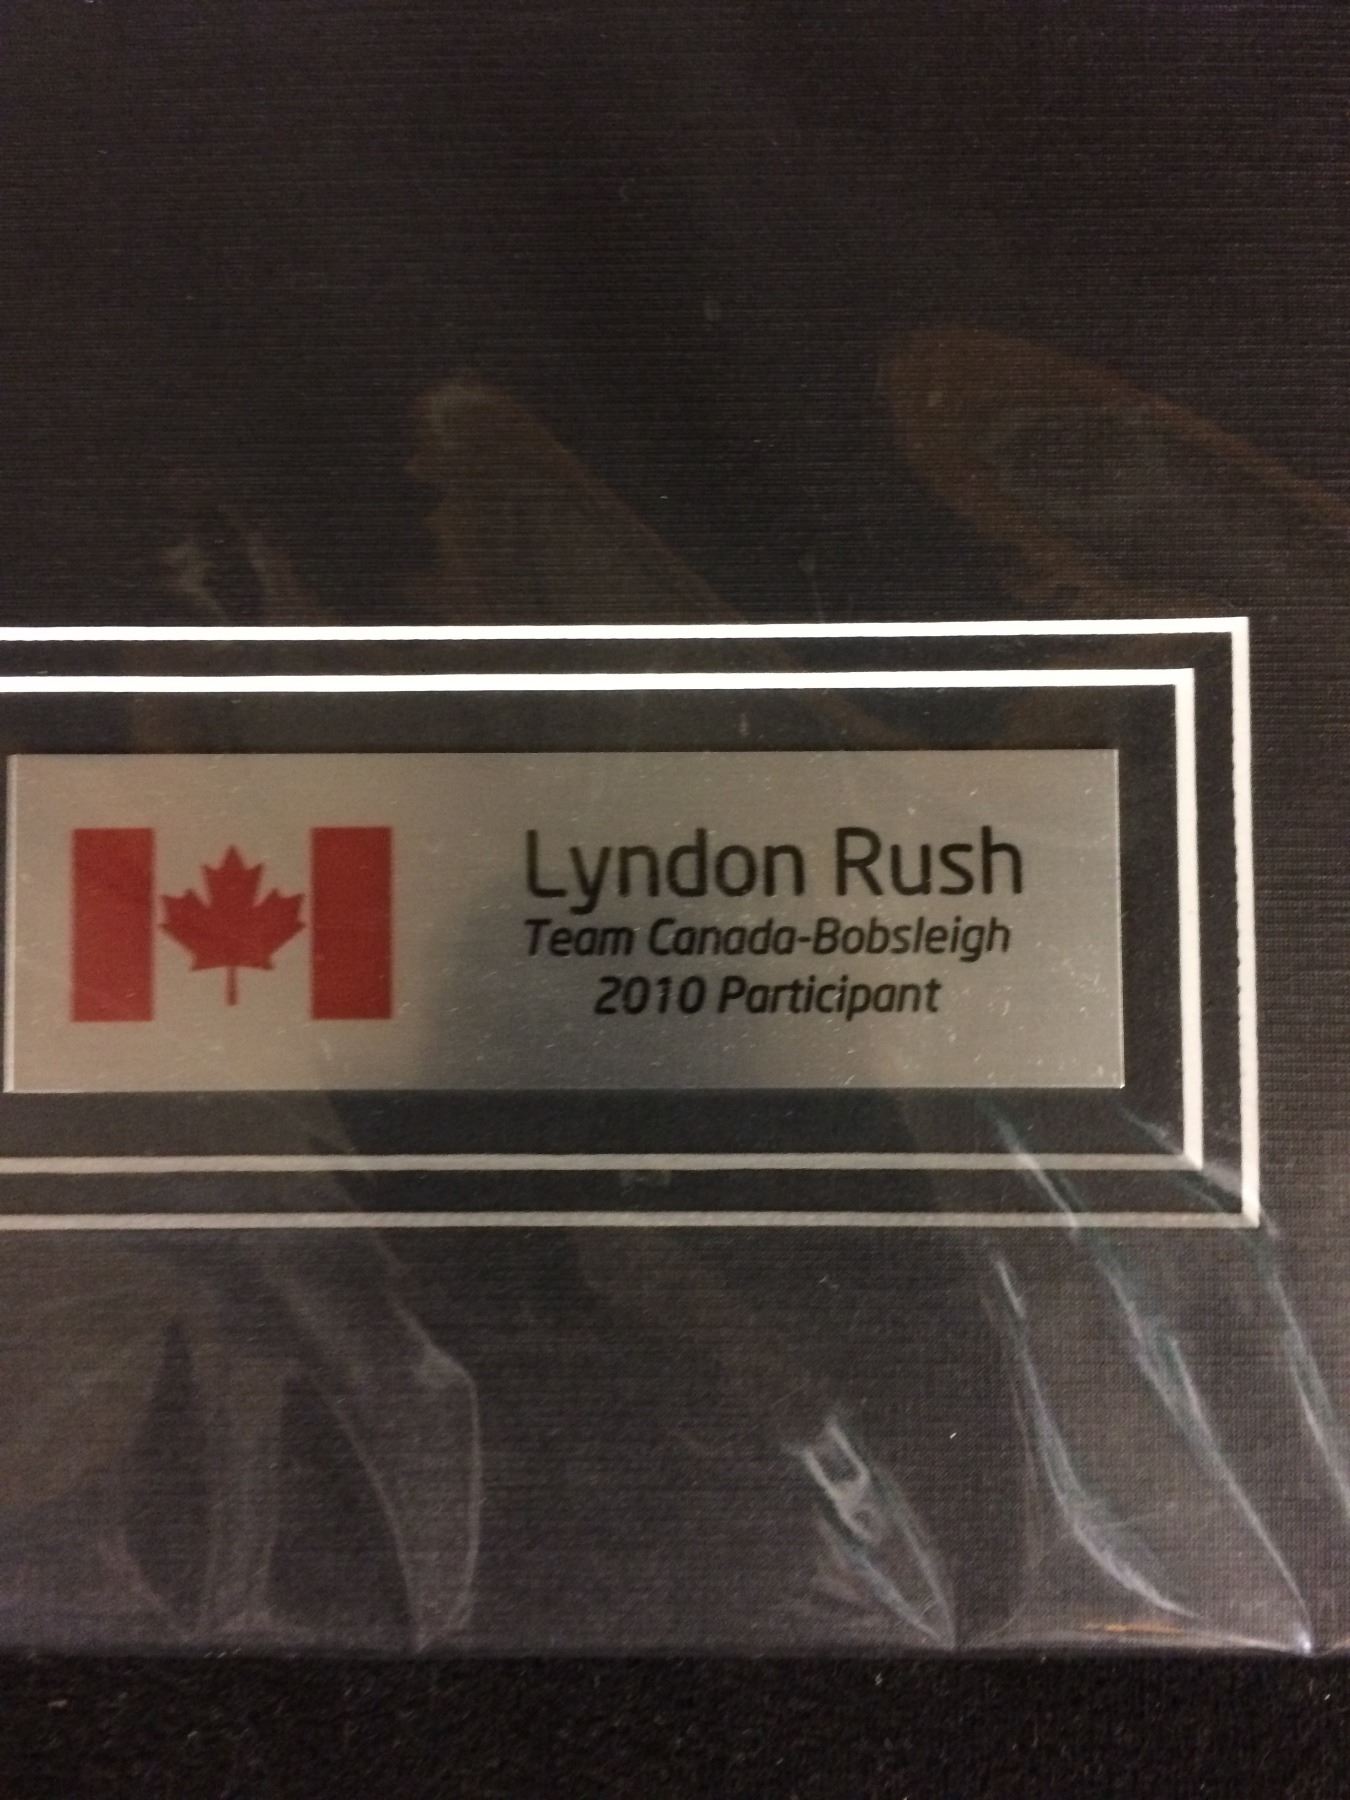 Lyndon Rush
Team Canada-Bobsleigh
2010 Participant